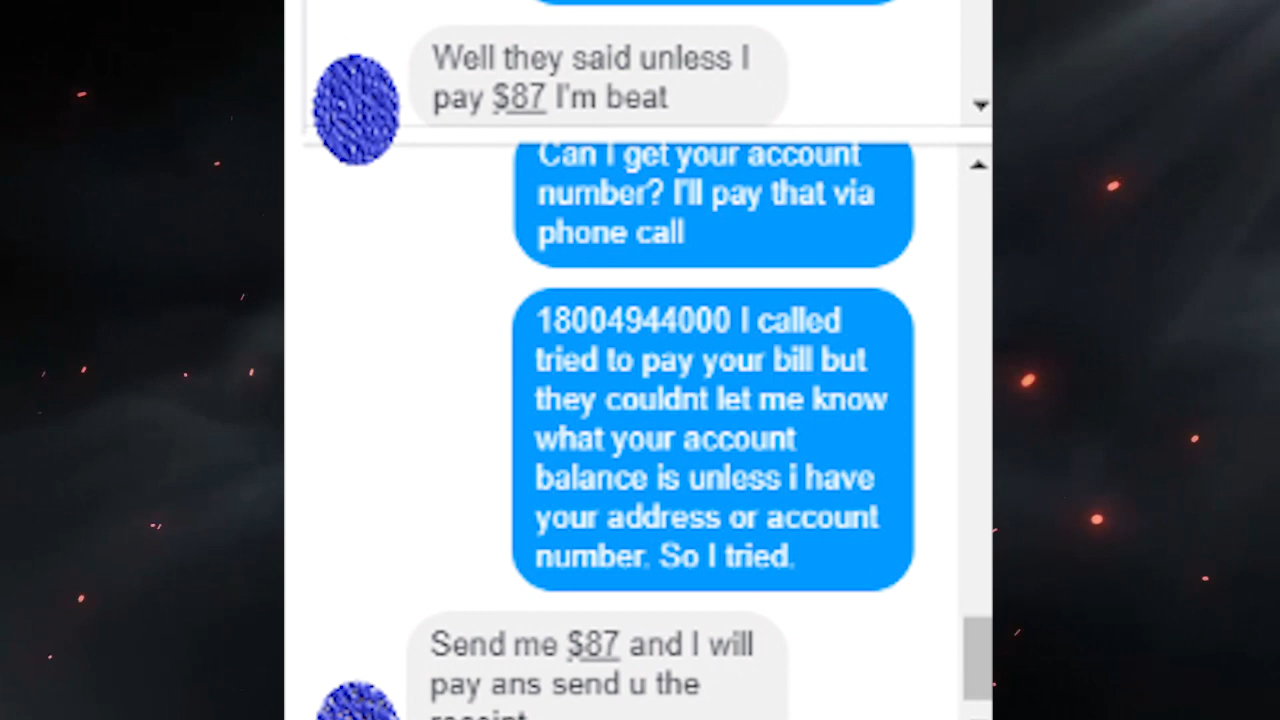 Well they said unless I
pay $87 I'm beat
Can I get your account
number? I'll pay that via
phone call
18004944000 I called
tried to pay your bill but
they couldnt let me know
what your account
balance is unless i have
your address or account
number. So I tried.
Send me $87 and I will
pay ans send u the
receipt